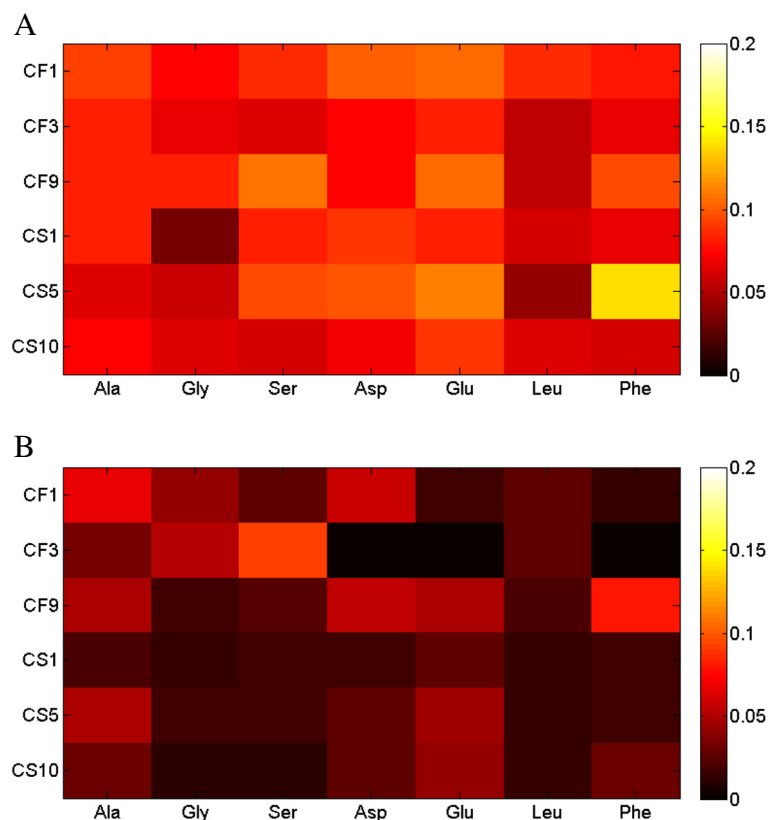 A
CF1
CF3
CF9
CS1
CS5
CS10
Ala Gly Ser Asp Glu Leu Phe
0.2
0.15
0.1
0.05
0
B
CF1
CF3
CF9
CS1
CS5
CS10
Ala Gly Ser Asp Glu Leu Phe
0.2
0.15
0.1
0.05
0